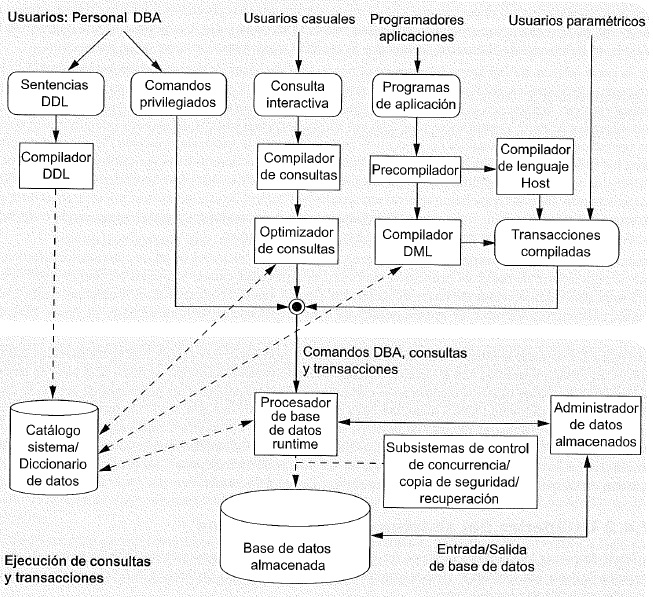 Usuarios: Personal DBA
Usuarios casuales
Programadores
aplicaciones
Usuarios paramétricos
Sentencias
DDL
Comandos
privilegiados
Consulta
interactiva
Programas
de aplicación
Compilador
DDL
Compilador
de consultas
Precompilador
Compilador
de lenguaje
Host
Optimizador
de consultas
Compilador
DML
Transacciones
compiladas
Comandos DBA, consultas
y transacciones
Catálogo
sistema/
Diccionario
de datos
Procesador
de base
de datos
runtime
Administrador
de datos
almacenados
Subsistemas de control
de concurrencia/
copia de seguridad/
recuperación
Base de datos
almacenada
Entrada/Salida
de base de datos
Ejecución de consultas
y transacciones